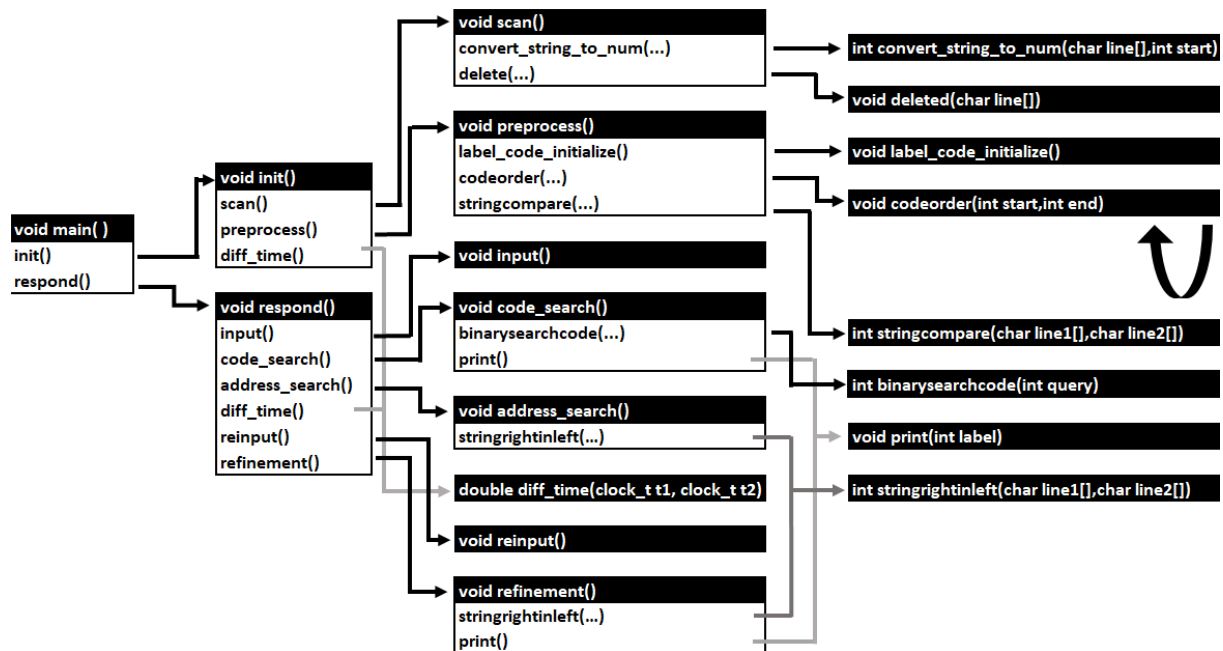 void main( )
init()
respond()
void init()
scan()
preprocess()
diff_time()
void respond()
input()
code_search()
address_search()
diff_time()
reinput()
refinement()
void scan()
convert_string_to_num(...)
delete(...)
void preprocess()
label_code_initialize()
codeorder(...)
stringcompare(...)
void input()
void code_search()
binarysearchcode(...)
print()
void address_search()
stringrightinleft(...)
double diff_time(clock_t t1, clock_t t2)
void reinput()
void refinement()
stringrightinleft(...)
print()
int convert_string_to_num(char line[],int start)
void deleted(char line[])
void label_code_initialize()
void codeorder(int start,int end)
int stringcompare(char line1[],char line2[])
int binarysearchcode(int query)
void print(int label)
int stringrightinleft(char line1[],char line2[])